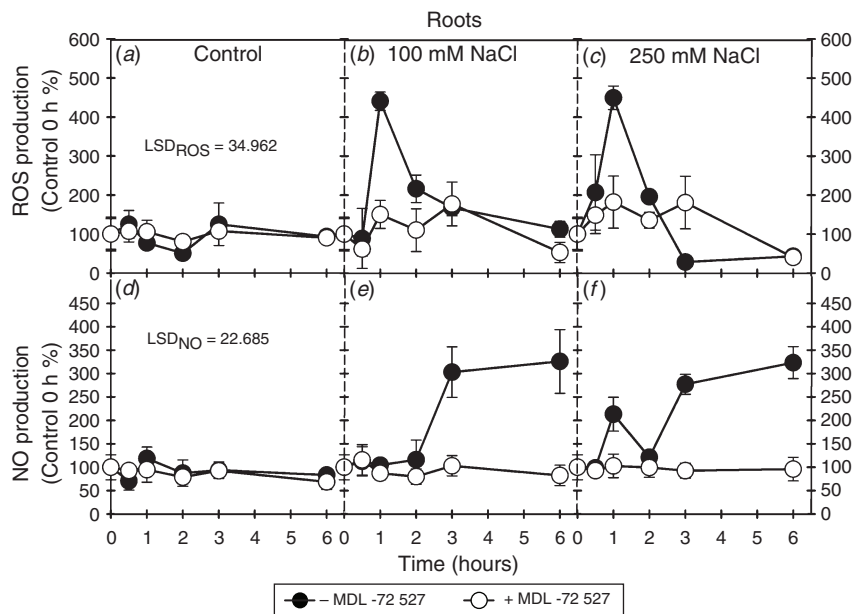 Roots
(a) Control
(b) 100 mM NaCl
(c) 250 mM NaCl
600 600
500 500
400 400
300 300
200 200
100 100
0 0
ROS production
(Control 0 h %)
LSD_ROS = 34.962
(d)
(e)
(f)
450 450
400 400
350 350
300 300
250 250
200 200
150 150
100 100
50 50
0 0
NO production
(Control 0 h %)
LSD_NO = 22.685
0 1 2 3 4 5 6 0 1 2 3 4 5 6 0 1 2 3 4 5 6
Time (hours)
– MDL -72 527 + MDL -72 527